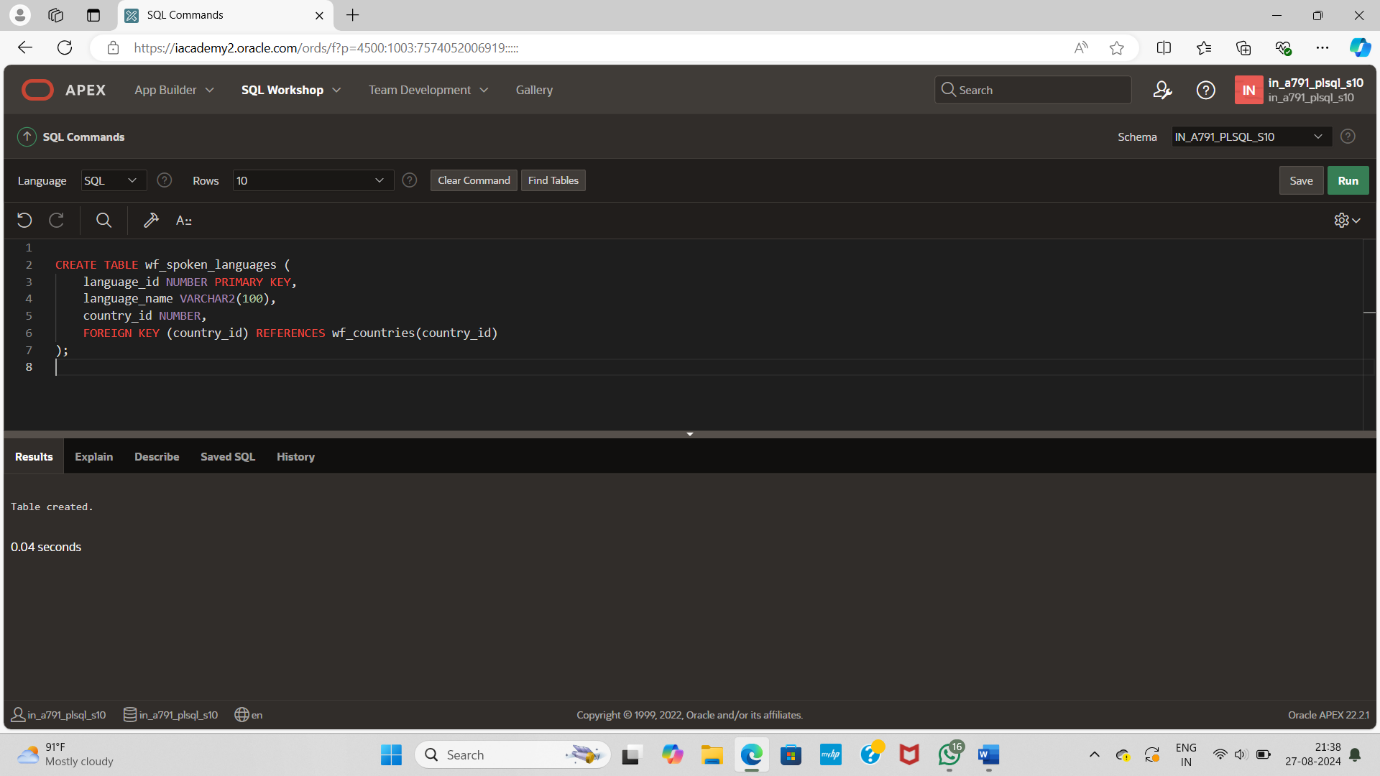 SQL Commands
https://iacademy2.oracle.com/ords/f?p=4500:1003:7574052006919:::::
APEX App Builder SQL Workshop Team Development Gallery Search IN in_a791_plsql_s10
in_a791_plsql_s10
SQL Commands Schema IN_A791_PLSQL_S10
Language SQL Rows 10 Clear Command Find Tables Save Run
A::
1
2 CREATE TABLE wf_spoken_languages (
3 language_id NUMBER PRIMARY KEY,
4 language_name VARCHAR2(100),
5 country_id NUMBER,
6 FOREIGN KEY (country_id) REFERENCES wf_countries(country_id)
7 );
8
Results Explain Describe Saved SQL History
Table created.
0.04 seconds
in_a791_plsql_s10 in_a791_plsql_s10 en Copyright © 1999, 2022, Oracle and/or its affiliates. Oracle APEX 22.2.1
91°F
Mostly cloudy
Search
myhp
16
W
ENG
IN
21:38
27-08-2024